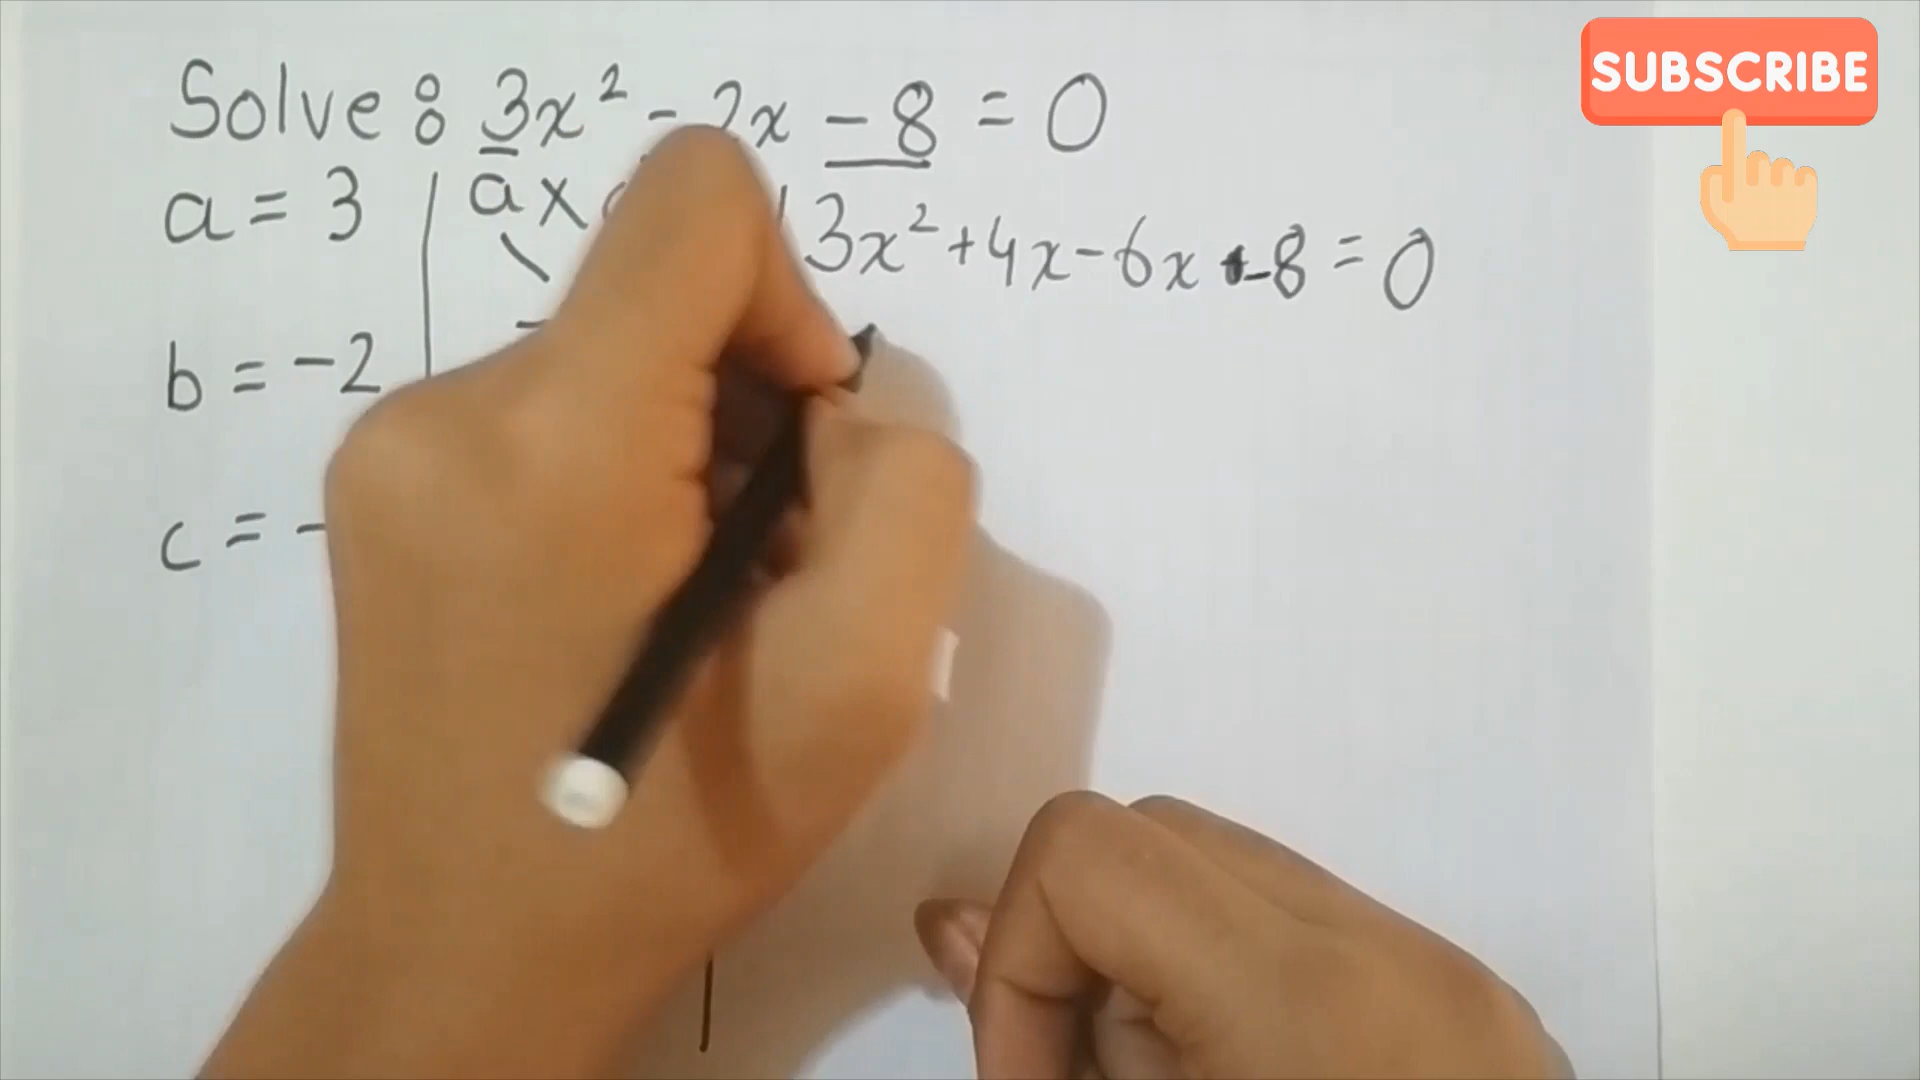 Solve : 3x² - 2x - 8 = 0
SUBSCRIBE
a = 3
a x
3x² + 4x - 6x - 8 = 0
b = -2
c = -